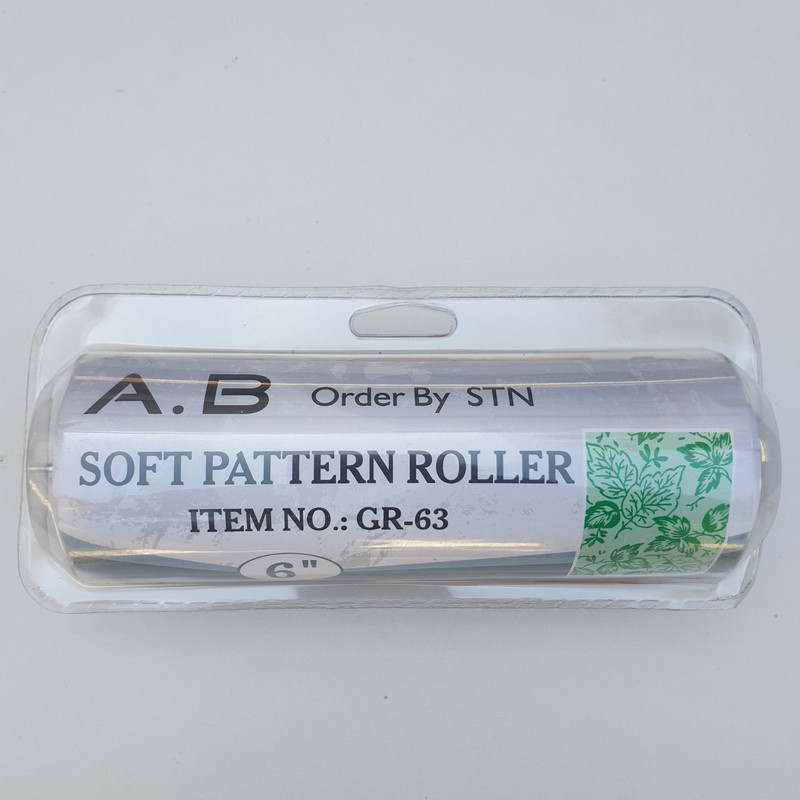 A.B Order By STN
SOFT PATTERN ROLLER
ITEM NO.: GR-63
6"